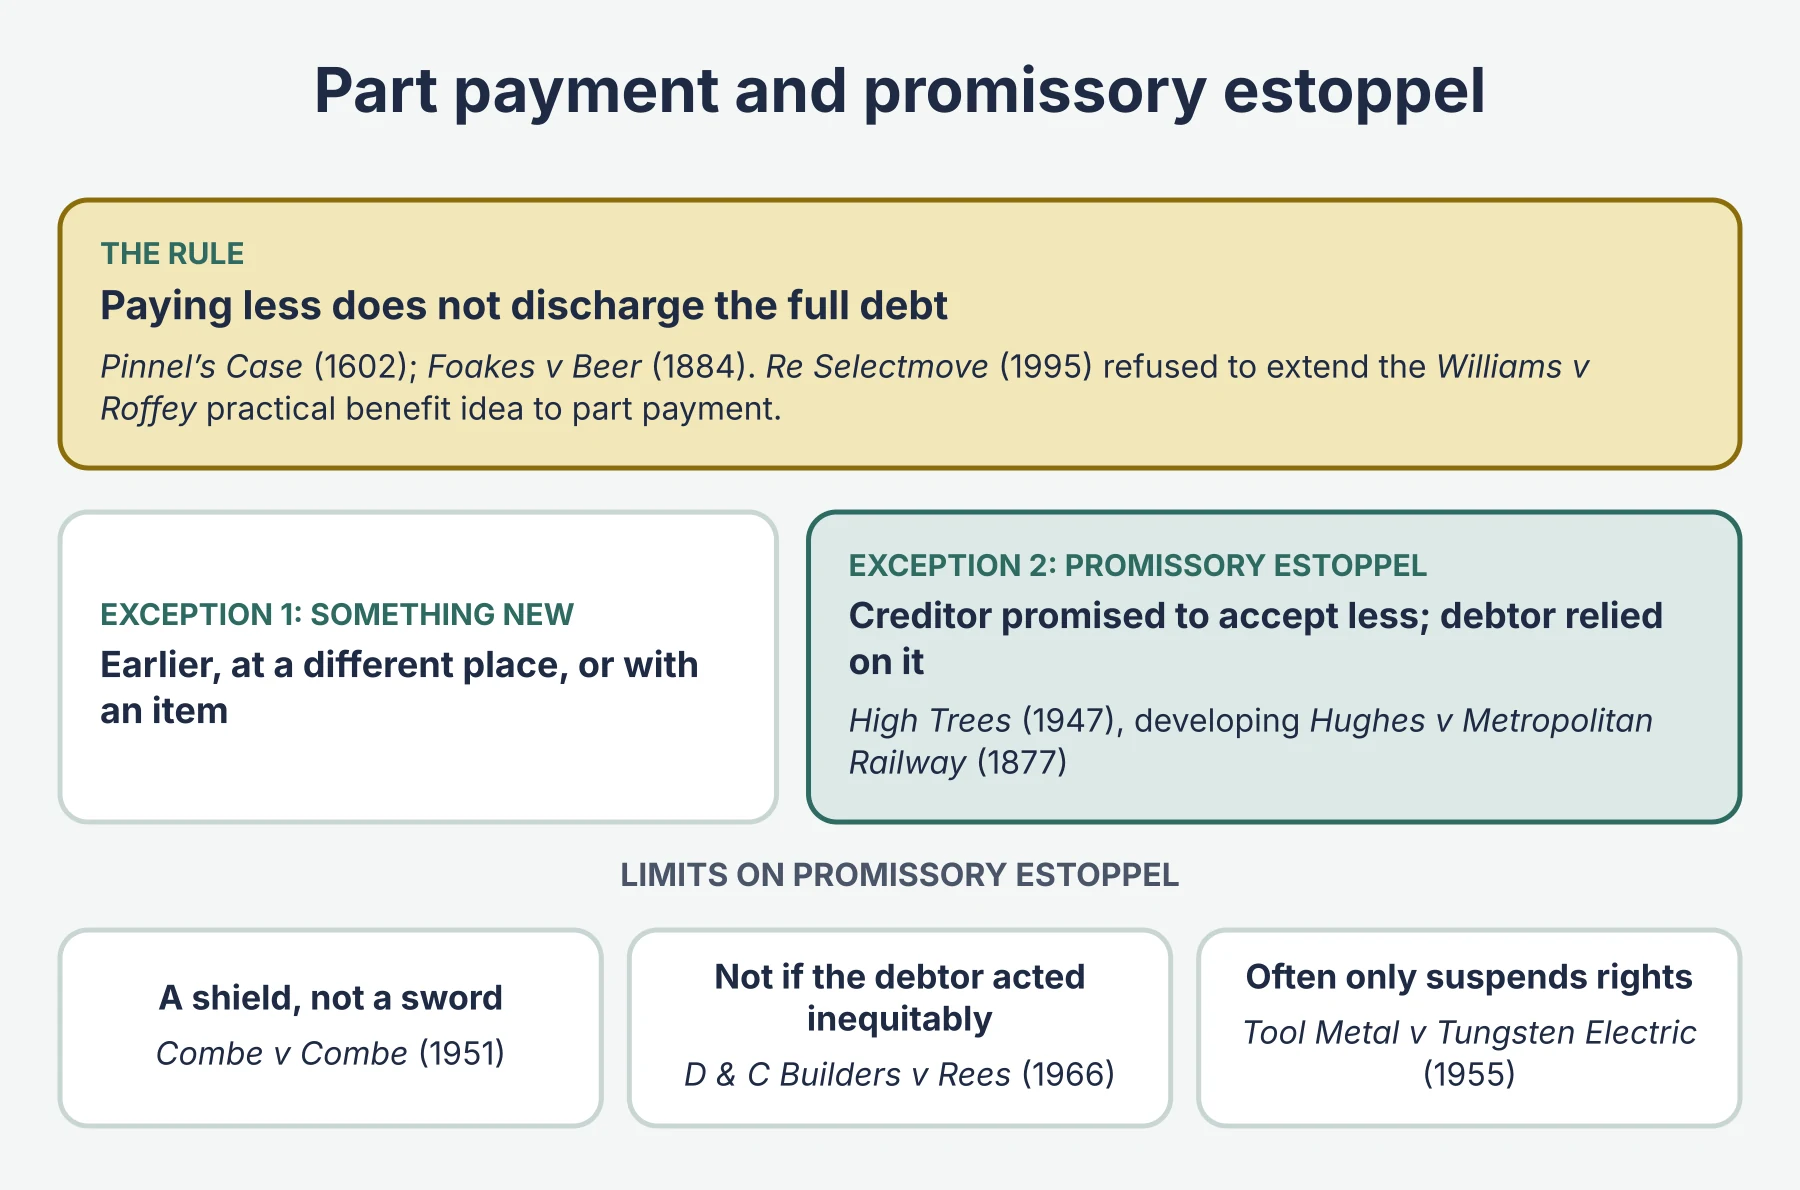 Part payment and promissory estoppel
THE RULE
Paying less does not discharge the full debt
Pinnel’s Case (1602); Foakes v Beer (1884). Re Selectmove (1995) refused to extend the Williams v
Roffey practical benefit idea to part payment.
EXCEPTION 1: SOMETHING NEW
Earlier, at a different place, or with
an item
EXCEPTION 2: PROMISSORY ESTOPPEL
Creditor promised to accept less; debtor relied
on it
High Trees (1947), developing Hughes v Metropolitan
Railway (1877)
LIMITS ON PROMISSORY ESTOPPEL
A shield, not a sword
Combe v Combe (1951)
Not if the debtor acted
inequitably
D & C Builders v Rees (1966)
Often only suspends rights
Tool Metal v Tungsten Electric
(1955)